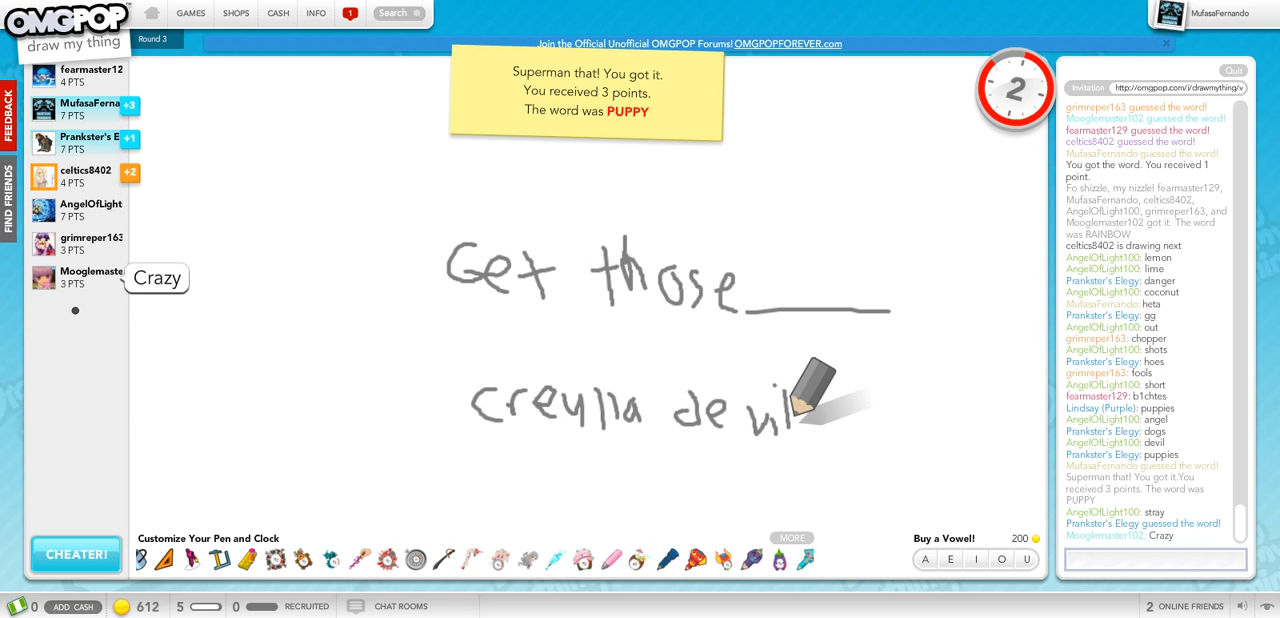 OMGPOP™
draw my thing
GAMES
SHOPS
CASH
INFO
1
Search
MufasaFernando
Round 3
Join the Official Unofficial OMGPOP Forums! OMGPOPFOREVER.com
FEEDBACK
FIND FRIENDS
fearmaster12
4 PTS
MufasaFerna
+3
7 PTS
Prankster's E
+1
7 PTS
celtics8402
+2
4 PTS
AngelOfLight
7 PTS
grimreper163
3 PTS
Mooglemaste
3 PTS
Crazy
CHEATER!
Superman that! You got it.
You received 3 points.
The word was PUPPY
2
Get those____
creulla de vil
Customize Your Pen and Clock
MORE
Buy a Vowel!
200
A E I O U
Quit
Invitation
http://omgpop.com/i/drawmything/v
grimreper163 guessed the word!
Mooglemaster102 guessed the word!
fearmaster129 guessed the word!
celtics8402 guessed the word!
MufasaFernando guessed the word!
You got the word. You received 1
point.
Fo shizzle, my nizzle! fearmaster129,
MufasaFernando, celtics8402,
AngelOfLight100, grimreper163, and
Mooglemaster102 got it. The word
was RAINBOW
celtics8402 is drawing next
AngelOfLight100: lemon
AngelOfLight100: lime
Prankster's Elegy: danger
AngelOfLight100: coconut
MufasaFernando: heta
Prankster's Elegy: gg
AngelOfLight100: out
grimreper163: chopper
AngelOfLight100: shots
Prankster's Elegy: hoes
grimreper163: fools
AngelOfLight100: short
fearmaster129: b1chtes
Lindsay (Purple): puppies
AngelOfLight100: angel
Prankster's Elegy: dogs
AngelOfLight100: devil
Prankster's Elegy: puppies
MufasaFernando guessed the word!
Superman that! You got it.You
received 3 points. The word was
PUPPY
AngelOfLight100: stray
Prankster's Elegy guessed the word!
Mooglemaster102: Crazy
0
ADD CASH
612
5
0
RECRUITED
CHAT ROOMS
2 ONLINE FRIENDS